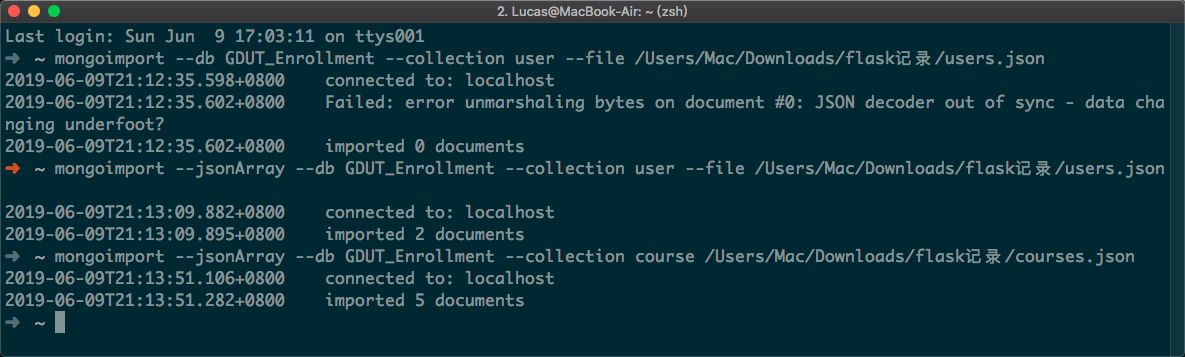 2. Lucas@MacBook-Air: ~ (zsh)
Last login: Sun Jun  9 17:03:11 on ttys001
➜  ~ mongoimport --db GDUT_Enrollment --collection user --file /Users/Mac/Downloads/flask记录/users.json
2019-06-09T21:12:35.598+0800    connected to: localhost
2019-06-09T21:12:35.602+0800    Failed: error unmarshaling bytes on document #0: JSON decoder out of sync - data cha
nging underfoot?
2019-06-09T21:12:35.602+0800    imported 0 documents
➜  ~ mongoimport --jsonArray --db GDUT_Enrollment --collection user --file /Users/Mac/Downloads/flask记录/users.json
2019-06-09T21:13:09.882+0800    connected to: localhost
2019-06-09T21:13:09.895+0800    imported 2 documents
➜  ~ mongoimport --jsonArray --db GDUT_Enrollment --collection course /Users/Mac/Downloads/flask记录/courses.json
2019-06-09T21:13:51.106+0800    connected to: localhost
2019-06-09T21:13:51.282+0800    imported 5 documents
➜  ~